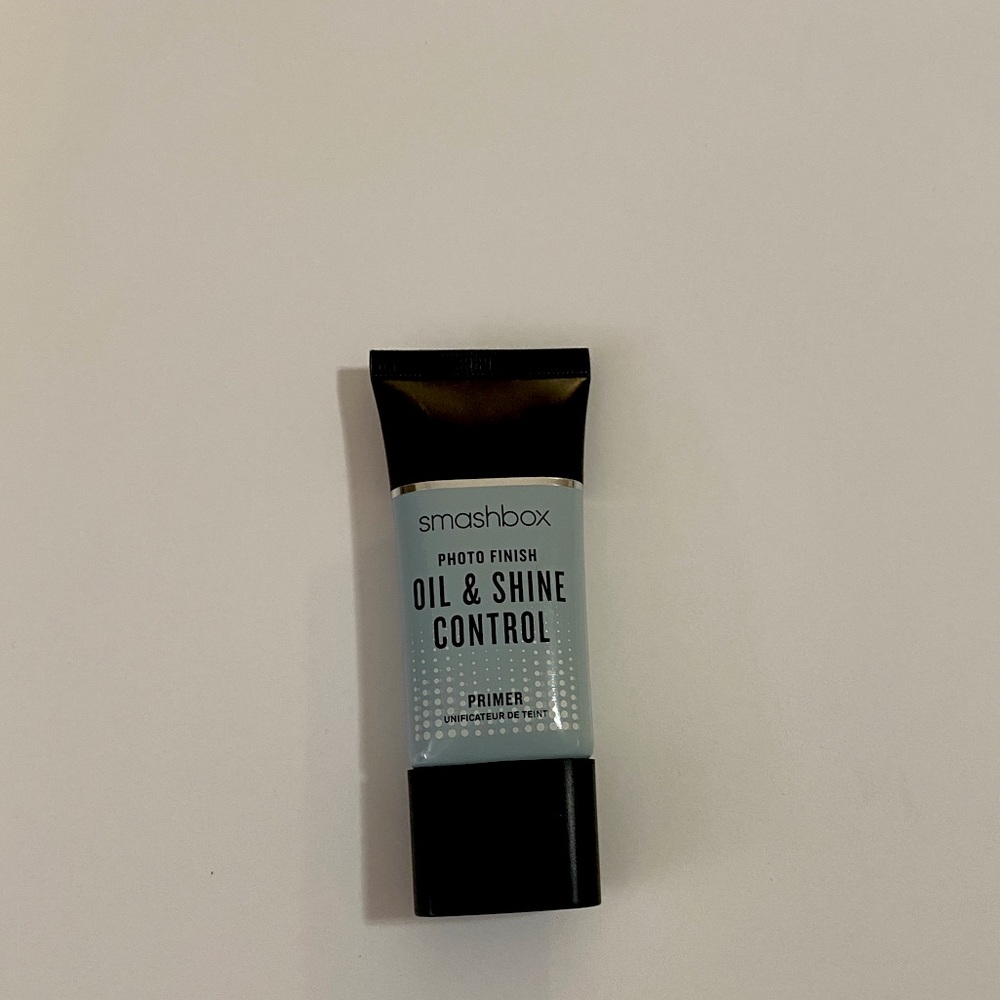 smashbox
PHOTO FINISH
OIL & SHINE
CONTROL
PRIMER
UNIFICATEUR DE TEINT